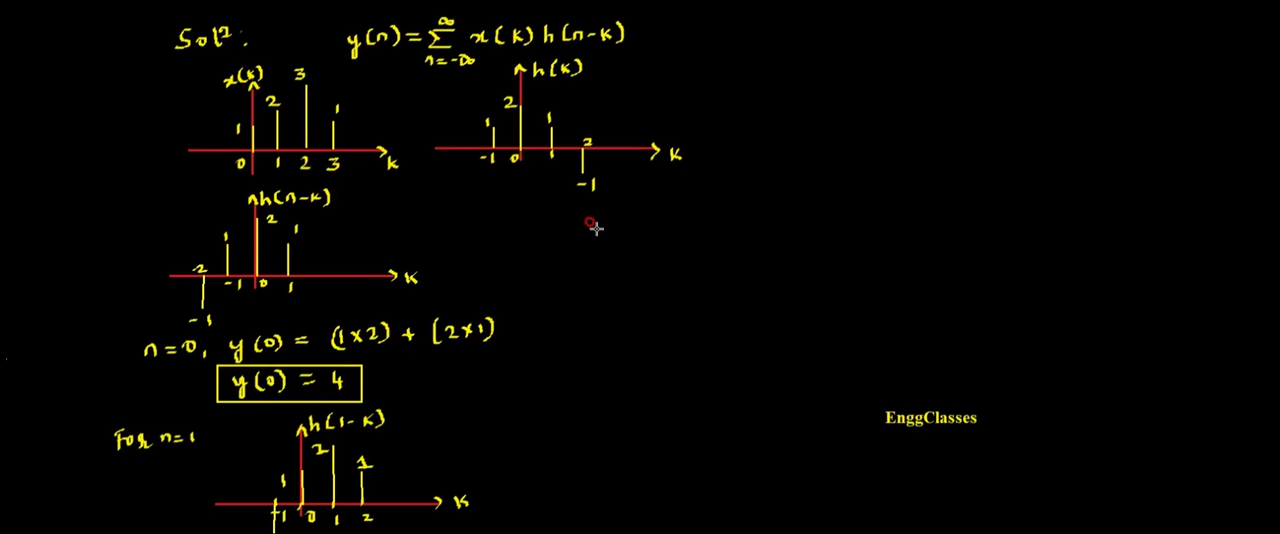 Soln: y(n) = ∞ Σ n=-∞ x(k) h(n-k)
x(k) 1 2 3 1
0 1 2 3 k
h(k) 1 2 1 2
-1 0 1 K
-1
h(n-k) 1 2 1
-2 -1 0 1 K
-1
n=0, y(0) = (1×2) + [2×1)
y(0) = 4
For n=1 h(1-k)
1 2 1
-1 0 1 2 K
EnggClasses